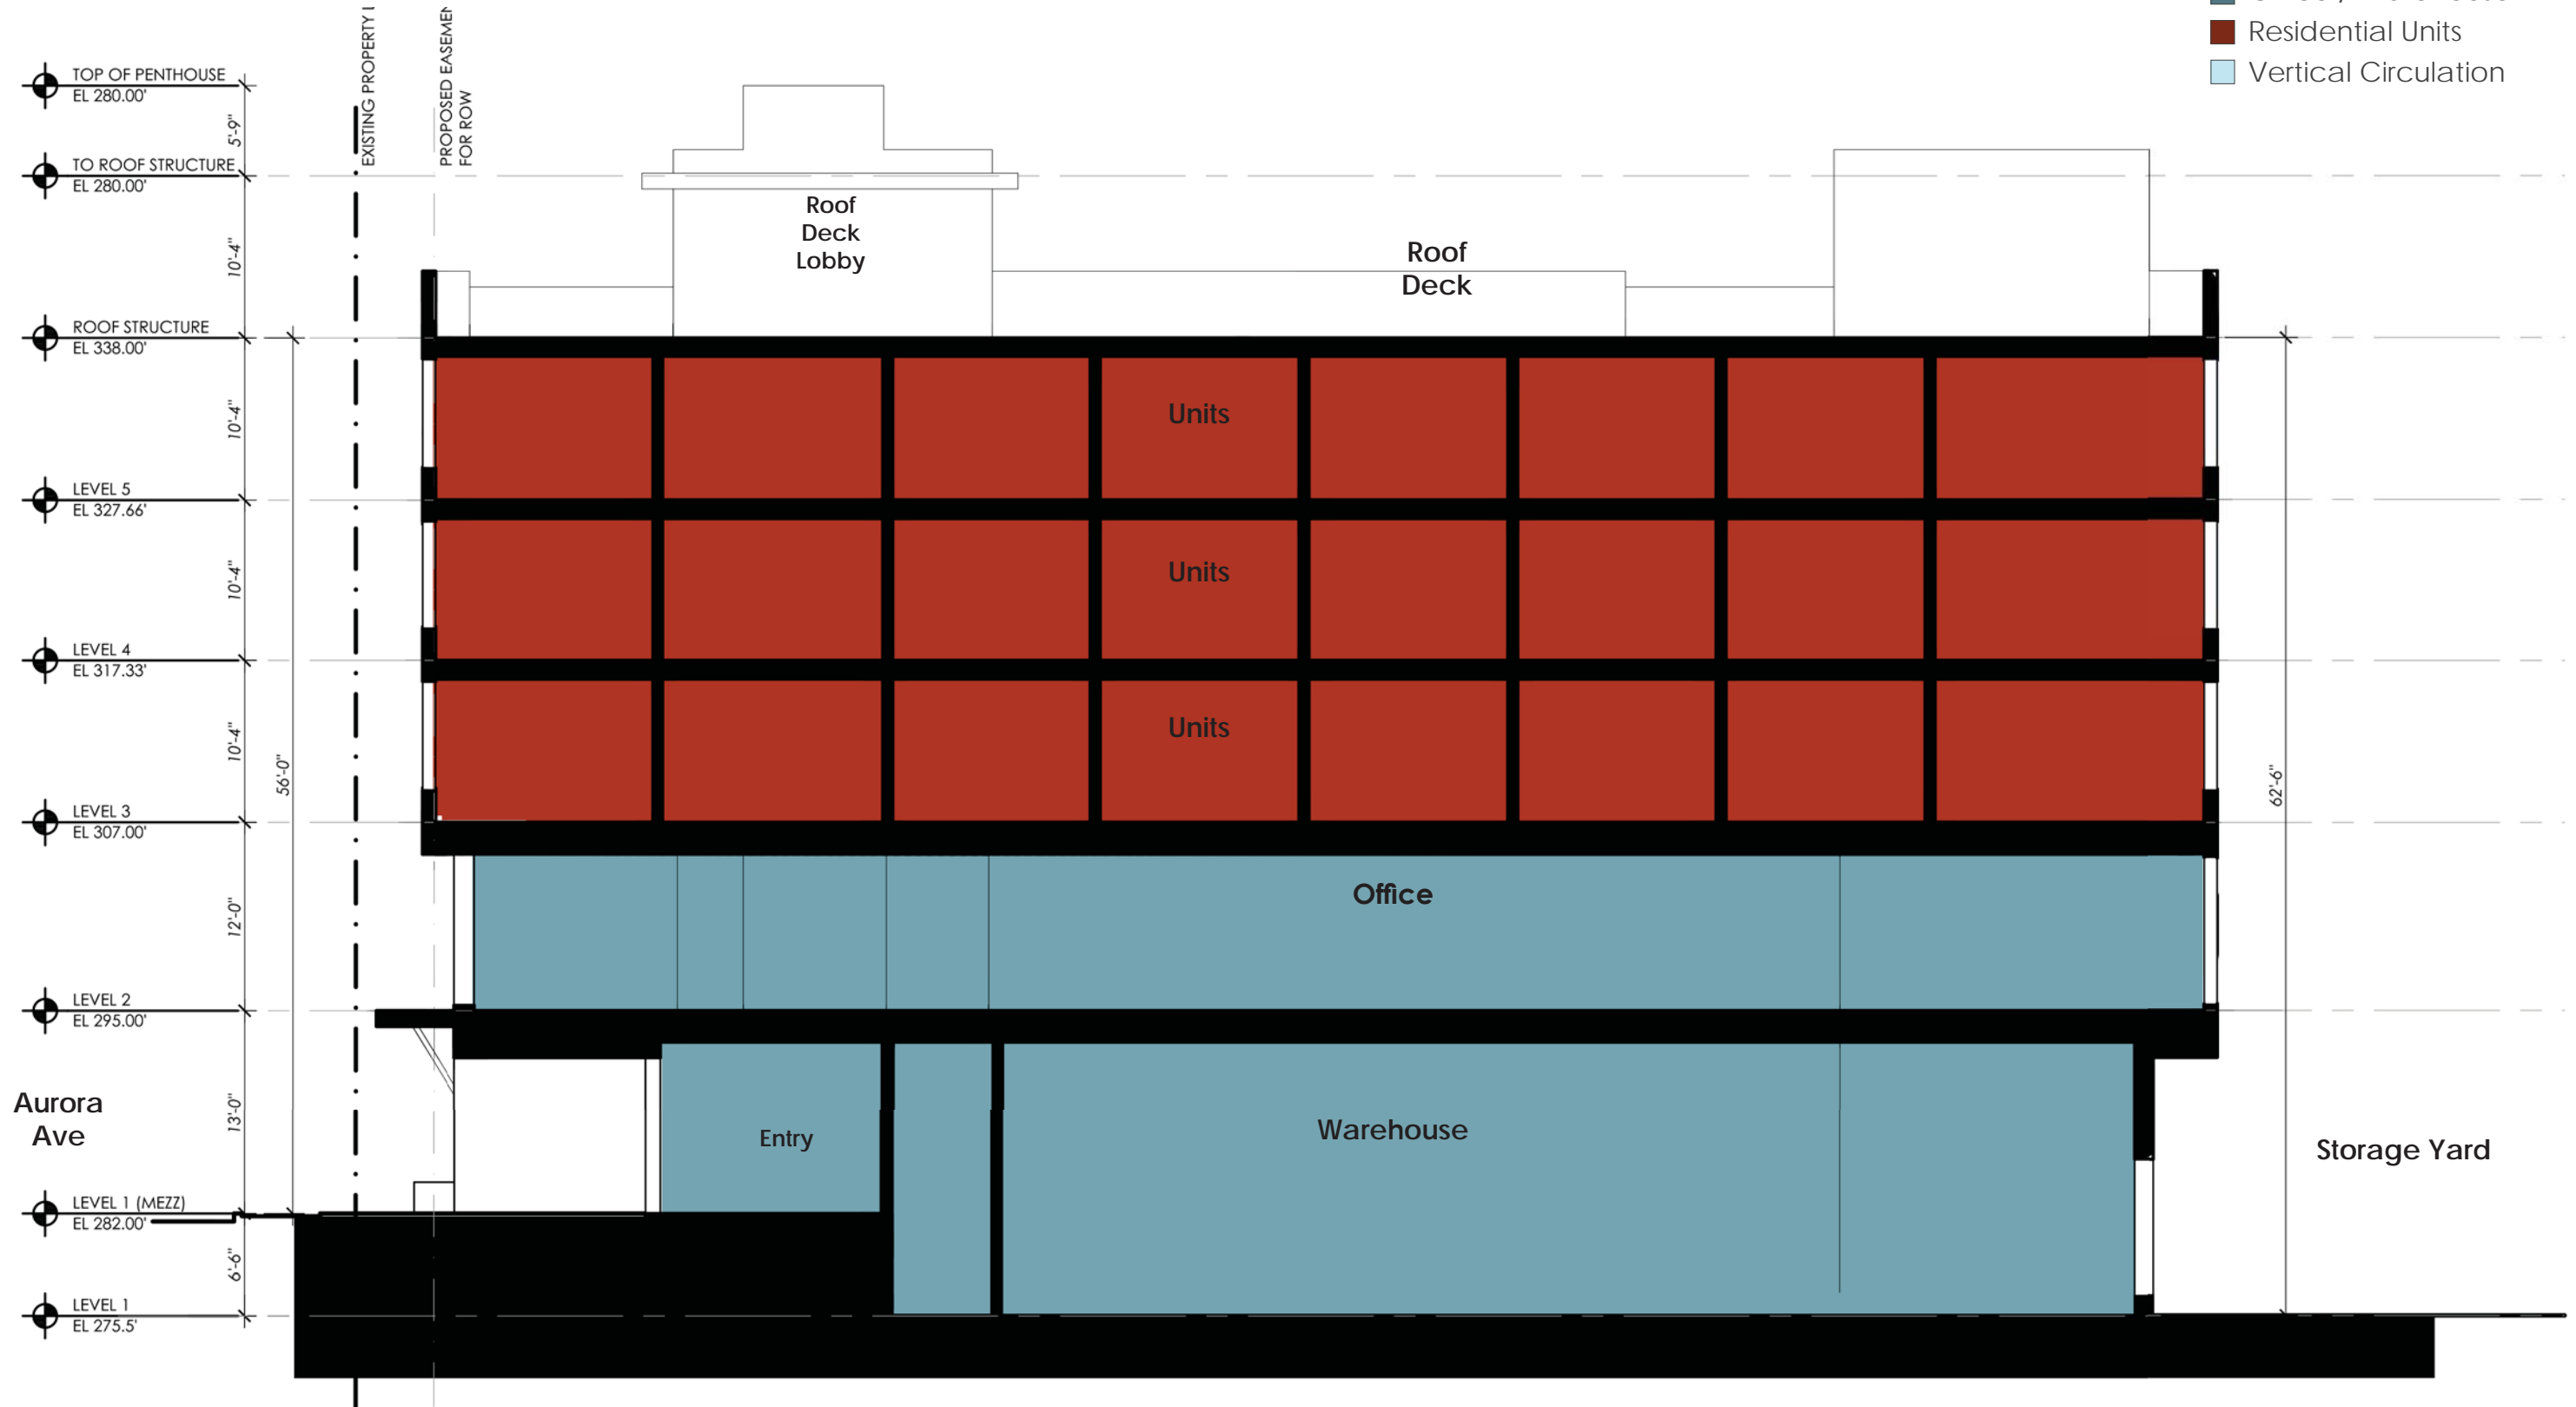 Residential Units
Vertical Circulation
EXISTING PROPERTY
PROPOSED
FOR ROW
TOP OF PENTHOUSE
EL 280.00'
5'-9"
TO ROOF STRUCTURE
EL 280.00'
10'-4"
Roof
Deck
Lobby
Roof
Deck
ROOF STRUCTURE
EL 338.00'
10'-4"
Units
LEVEL 5
EL 327.66'
10'-4"
Units
LEVEL 4
EL 317.33'
10'-4"
Units
56'-0"
62'-6"
LEVEL 3
EL 307.00'
12'-0"
Office
LEVEL 2
EL 295.00'
13'-0"
Aurora
Ave
Entry
Warehouse
Storage Yard
LEVEL 1 (MEZZ)
EL 282.00'
6'-6"
LEVEL 1
EL 275.5'